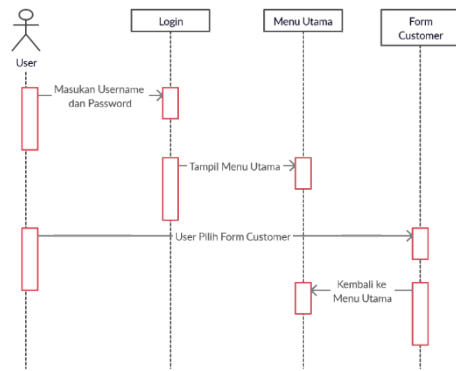 Login
Menu Utama
Form
Customer
User
Masukan Username
dan Password
Tampil Menu Utama
User Pilih Form Customer
Kembali ke
Menu Utama